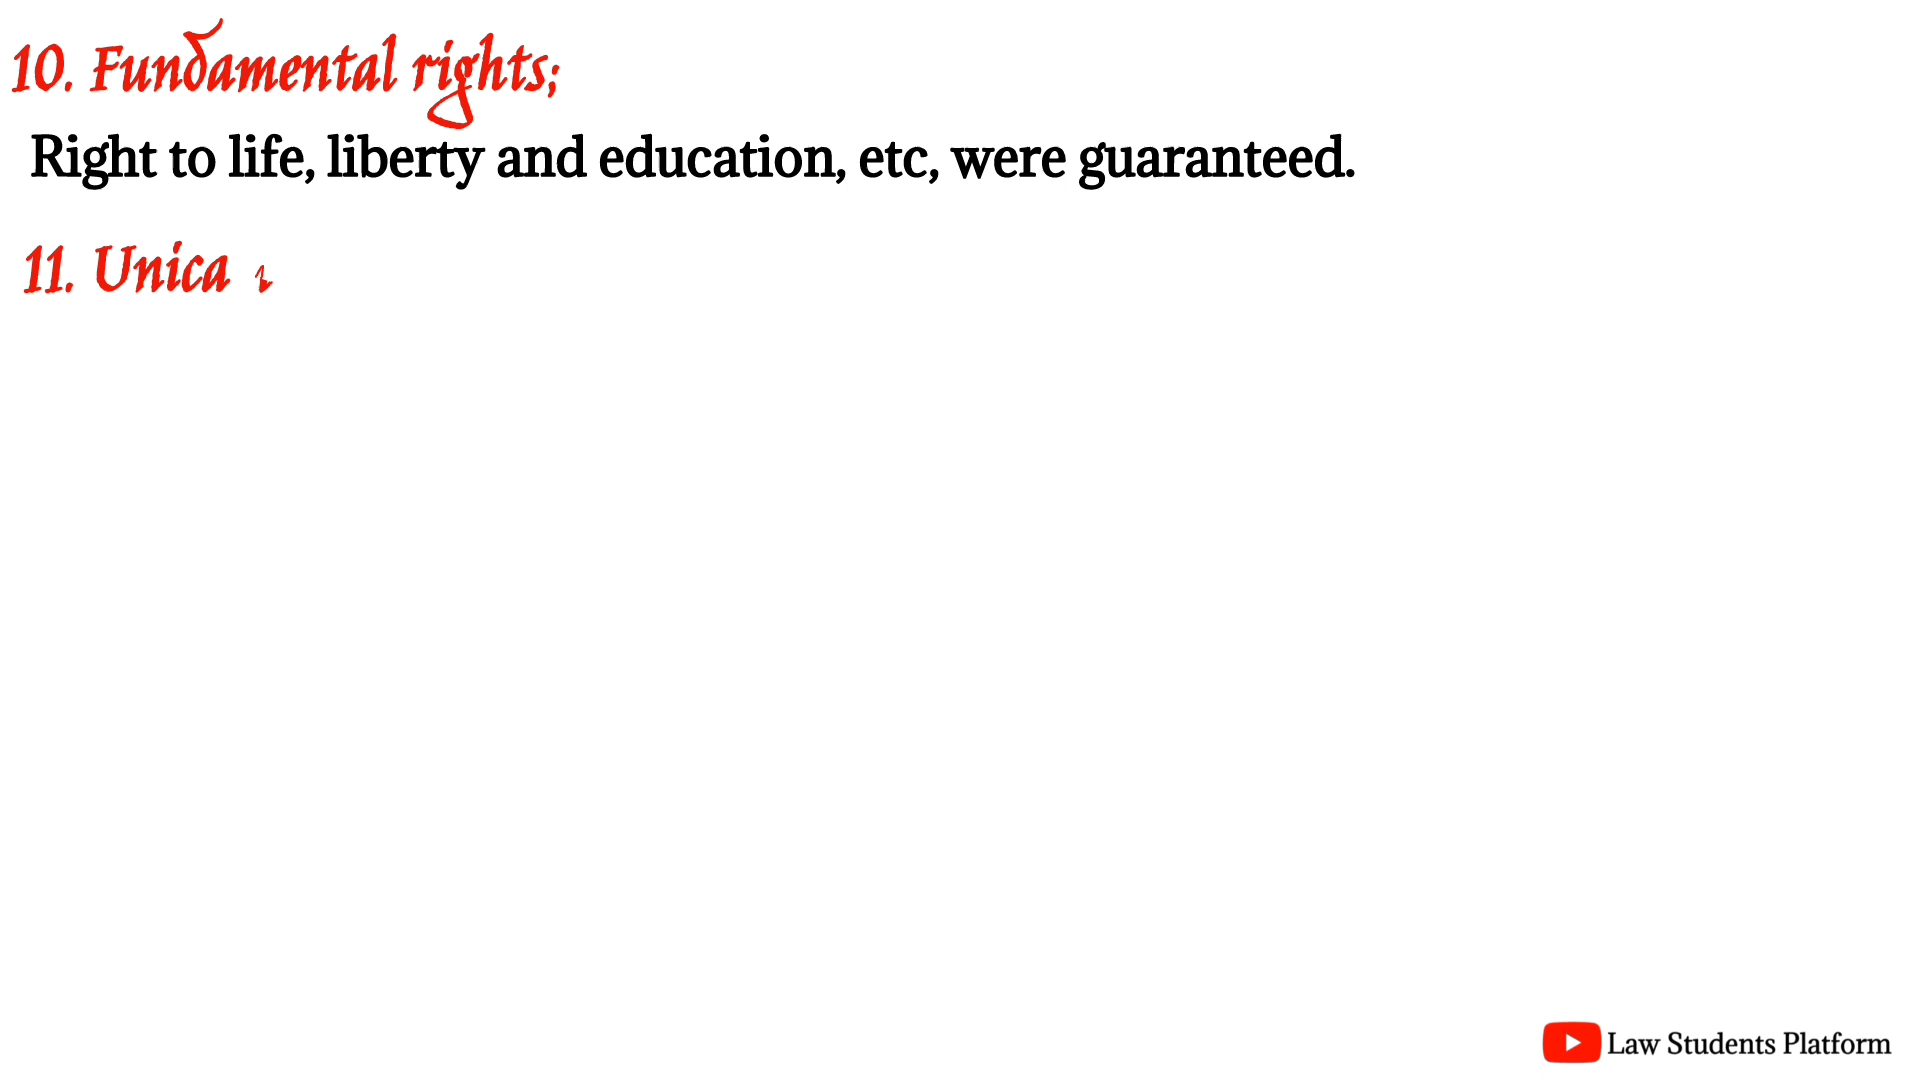 10. Fundamental rights;
Right to life, liberty and education, etc, were guaranteed.
11. Unica
Law Students Platform